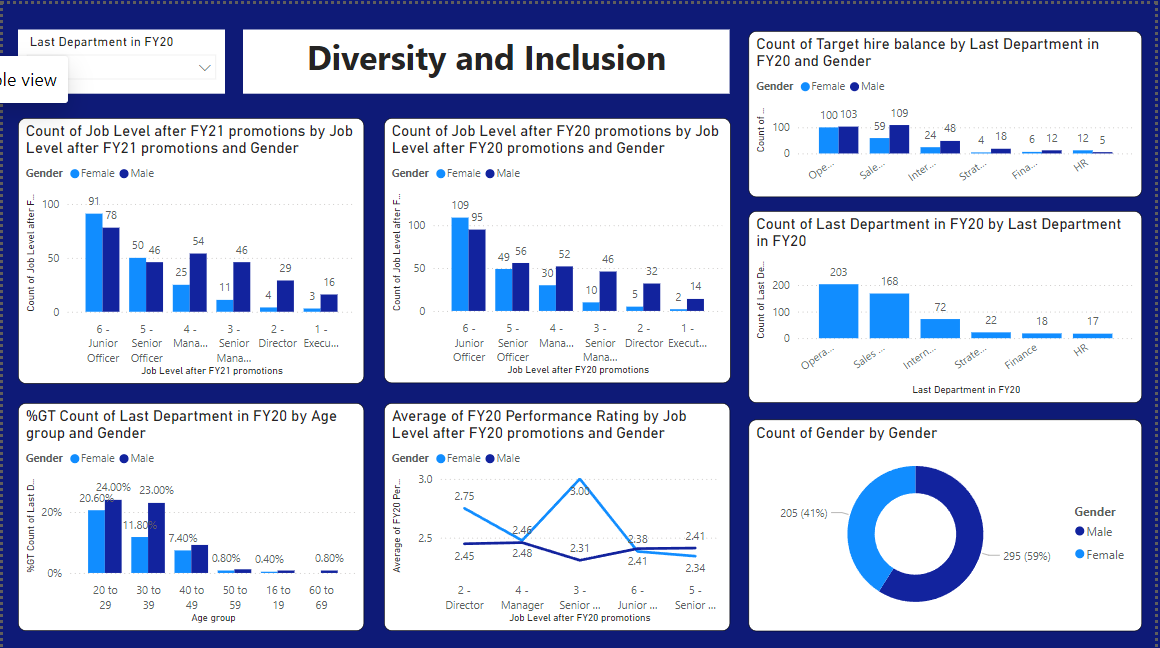 Last Department in FY20
ole view
Diversity and Inclusion
Count of Target hire balance by Last Department in
FY20 and Gender
Gender Female Male
Count of ...
100
0
100 103
59 109
24 48
4 18
6 12
12 5
Ope...
Sale...
Inter...
Strat...
Fina...
HR
Count of Job Level after FY21 promotions by Job
Level after FY21 promotions and Gender
Gender Female Male
Count of Job Level after F...
100
50
0
91 78
50 46
25 54
11 46
4 29
3 16
6 -
Junior
Officer
5 -
Senior
Officer
4 -
Mana...
3 -
Senior
Mana...
2 -
Director
1 -
Execu...
Job Level after FY21 promotions
Count of Job Level after FY20 promotions by Job
Level after FY20 promotions and Gender
Gender Female Male
Count of Job Level after F...
100
50
0
109 95
49 56
30 52
10 46
5 32
2 14
6 -
Junior
Officer
5 -
Senior
Officer
4 -
Mana...
3 -
Senior
Mana...
2 -
Director
1 -
Execut...
Job Level after FY20 promotions
Count of Last Department in FY20 by Last Department
in FY20
Count of Last De...
200
100
0
203
168
72
22
18
17
Opera...
Sales ...
Intern...
Strate...
Finance
HR
Last Department in FY20
%GT Count of Last Department in FY20 by Age
group and Gender
Gender Female Male
%GT Count of Last D...
20%
0%
20.60% 24.00%
11.80% 23.00%
7.40%
0.80%
0.40%
0.80%
20 to
29
30 to
39
40 to
49
50 to
59
16 to
19
60 to
69
Age group
Average of FY20 Performance Rating by Job
Level after FY20 promotions and Gender
Gender Female Male
Average of FY20 Per...
3.0
2.5
2.75
2.45
2.46
2.48
3.00
2.31
2.38
2.41
2.41
2.34
2 -
Director
4 -
Manager
3 -
Senior ...
6 -
Junior ...
5 -
Senior ...
Job Level after FY20 promotions
Count of Gender by Gender
205 (41%)
295 (59%)
Gender
Male
Female